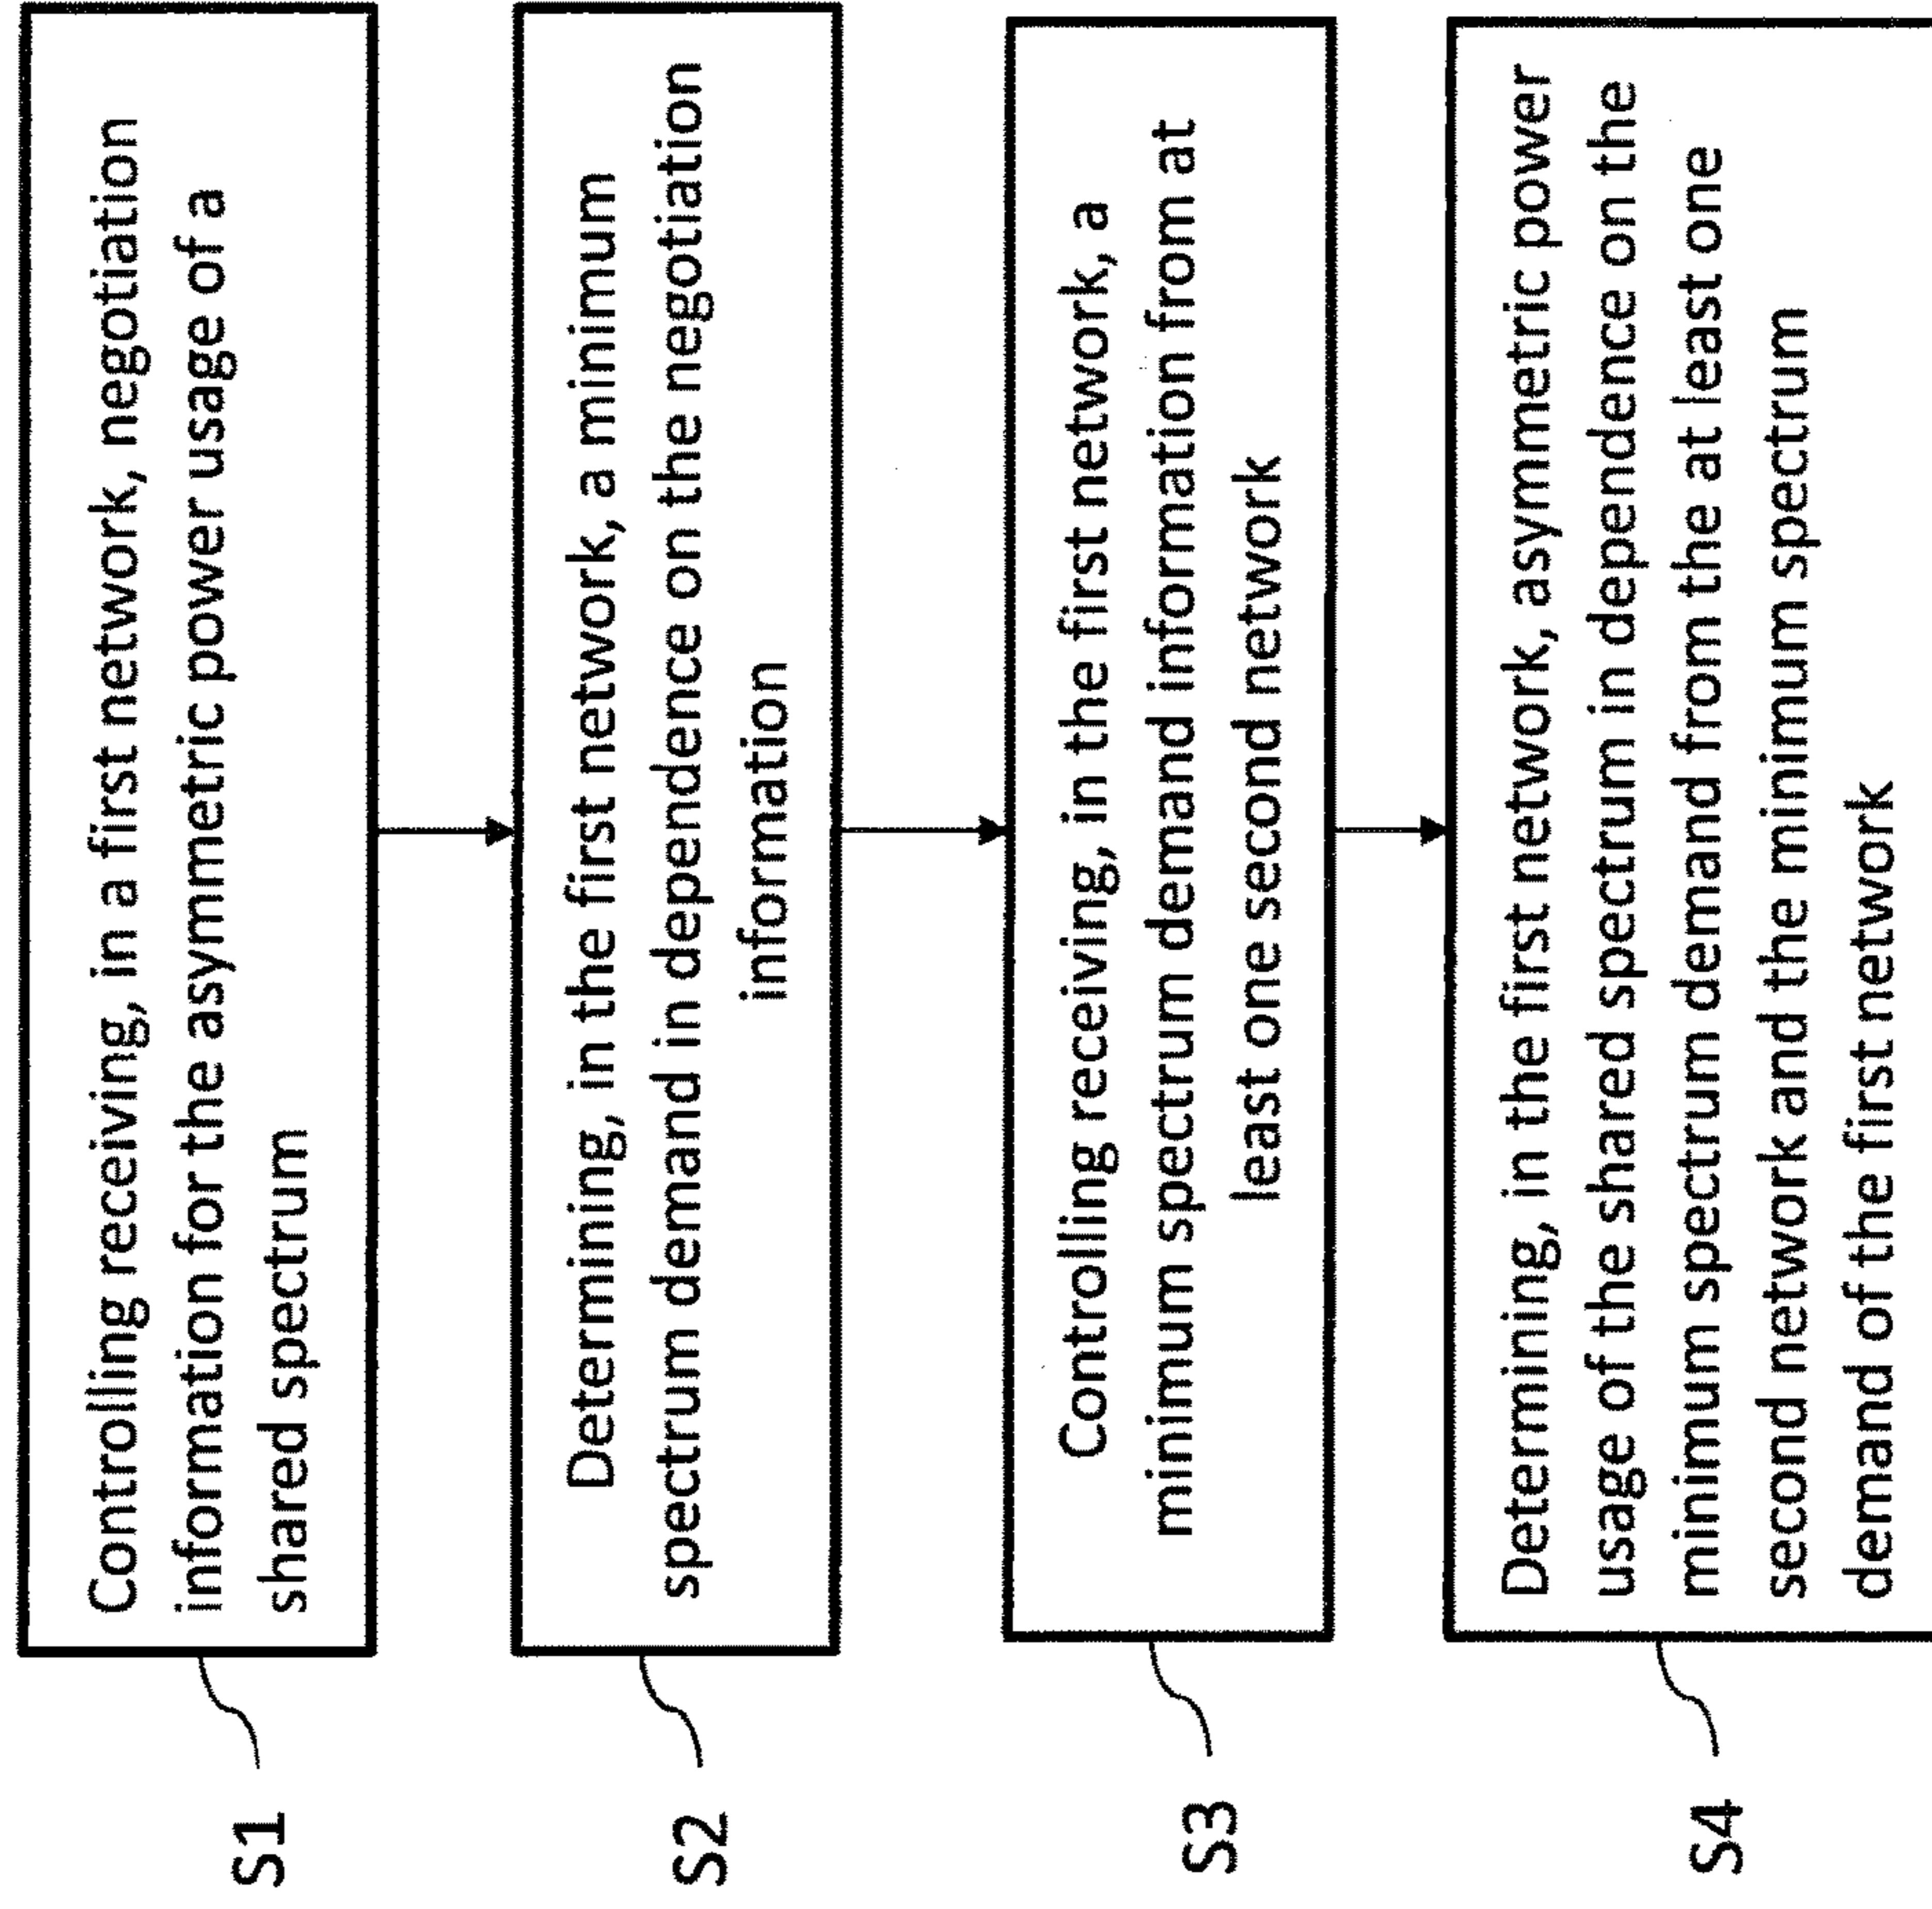 S1
Controlling receiving, in a first network, negotiation
information for the asymmetric power usage of a
shared spectrum
S2
Determining, in the first network, a minimum
spectrum demand in dependence on the negotiation
information
S3
Controlling receiving, in the first network, a
minimum spectrum demand information from at
least one second network
S4
Determining, in the first network, asymmetric power
usage of the shared spectrum in dependence on the
minimum spectrum demand from the at least one
second network and the minimum spectrum
demand of the first network